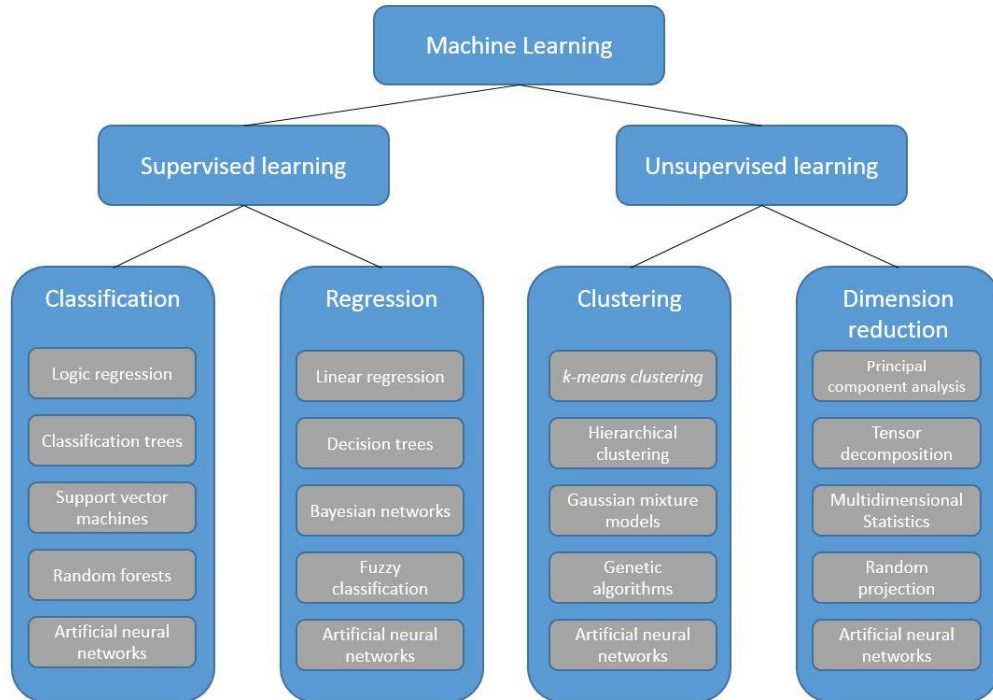 Machine Learning
Supervised learning
Unsupervised learning
Classification
Logic regression
Classification trees
Support vector
machines
Random forests
Artificial neural
networks
Regression
Linear regression
Decision trees
Bayesian networks
Fuzzy
classification
Artificial neural
networks
Clustering
k-means clustering
Hierarchical
clustering
Gaussian mixture
models
Genetic
algorithms
Artificial neural
networks
Dimension
reduction
Principal
component analysis
Tensor
decomposition
Multidimensional
Statistics
Random
projection
Artificial neural
networks